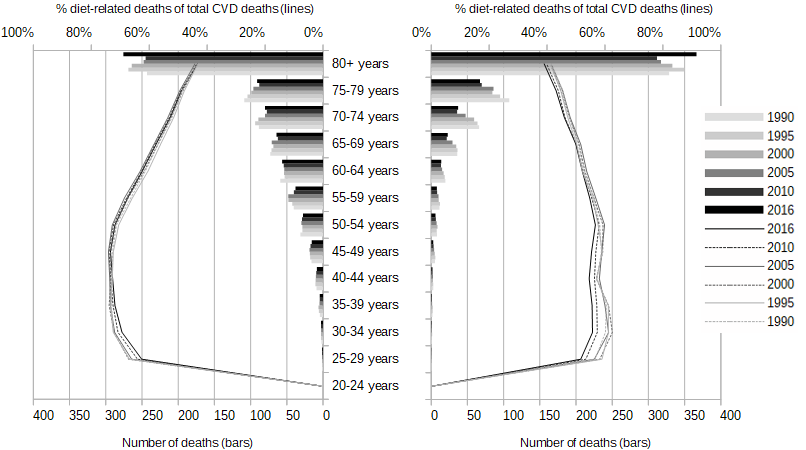 % diet-related deaths of total CVD deaths (lines) % diet-related deaths of total CVD deaths (lines)
100% 80% 60% 40% 20% 0% 0% 20% 40% 60% 80% 100%
80+ years
75-79 years
70-74 years
65-69 years
60-64 years
55-59 years
50-54 years
45-49 years
40-44 years
35-39 years
30-34 years
25-29 years
20-24 years
1990
1995
2000
2005
2010
2016
2016
2010
2005
2000
1995
1990
400 350 300 250 200 150 100 50 0 0 50 100 150 200 250 300 350 400
Number of deaths (bars) Number of deaths (bars)